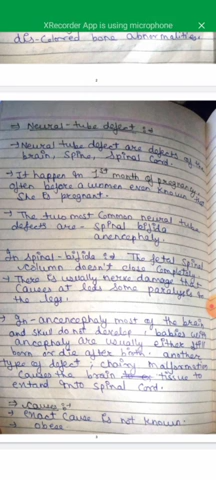 XRecorder App is using microphone
dis-colored bone abnormalities.
⇒ Neural-tube defect :→
→ Neural tube defect are defects of the
brain, spine, spinal cord.
→ It happen in 1st month of pregnancy,
often before a women even known
She is pregnant.
→ The two most common neural tube
defects are - spinal bifida
anencephaly.
In spinal-bifida :→ The fetal spinal
column doesn't close completely
→ There is usually nerve damage that
causes at leds some paralysis
the legs.
→ In-ancencephaly most of the brain
and skull do not develop. babies with
ancephaly are usually either still
born or die after birth. another
type of defect; chairy malformation
causes the brain tissue to
entand into spinal cord.
⇒ cause :→
→ enact cause is not known.
→ obese